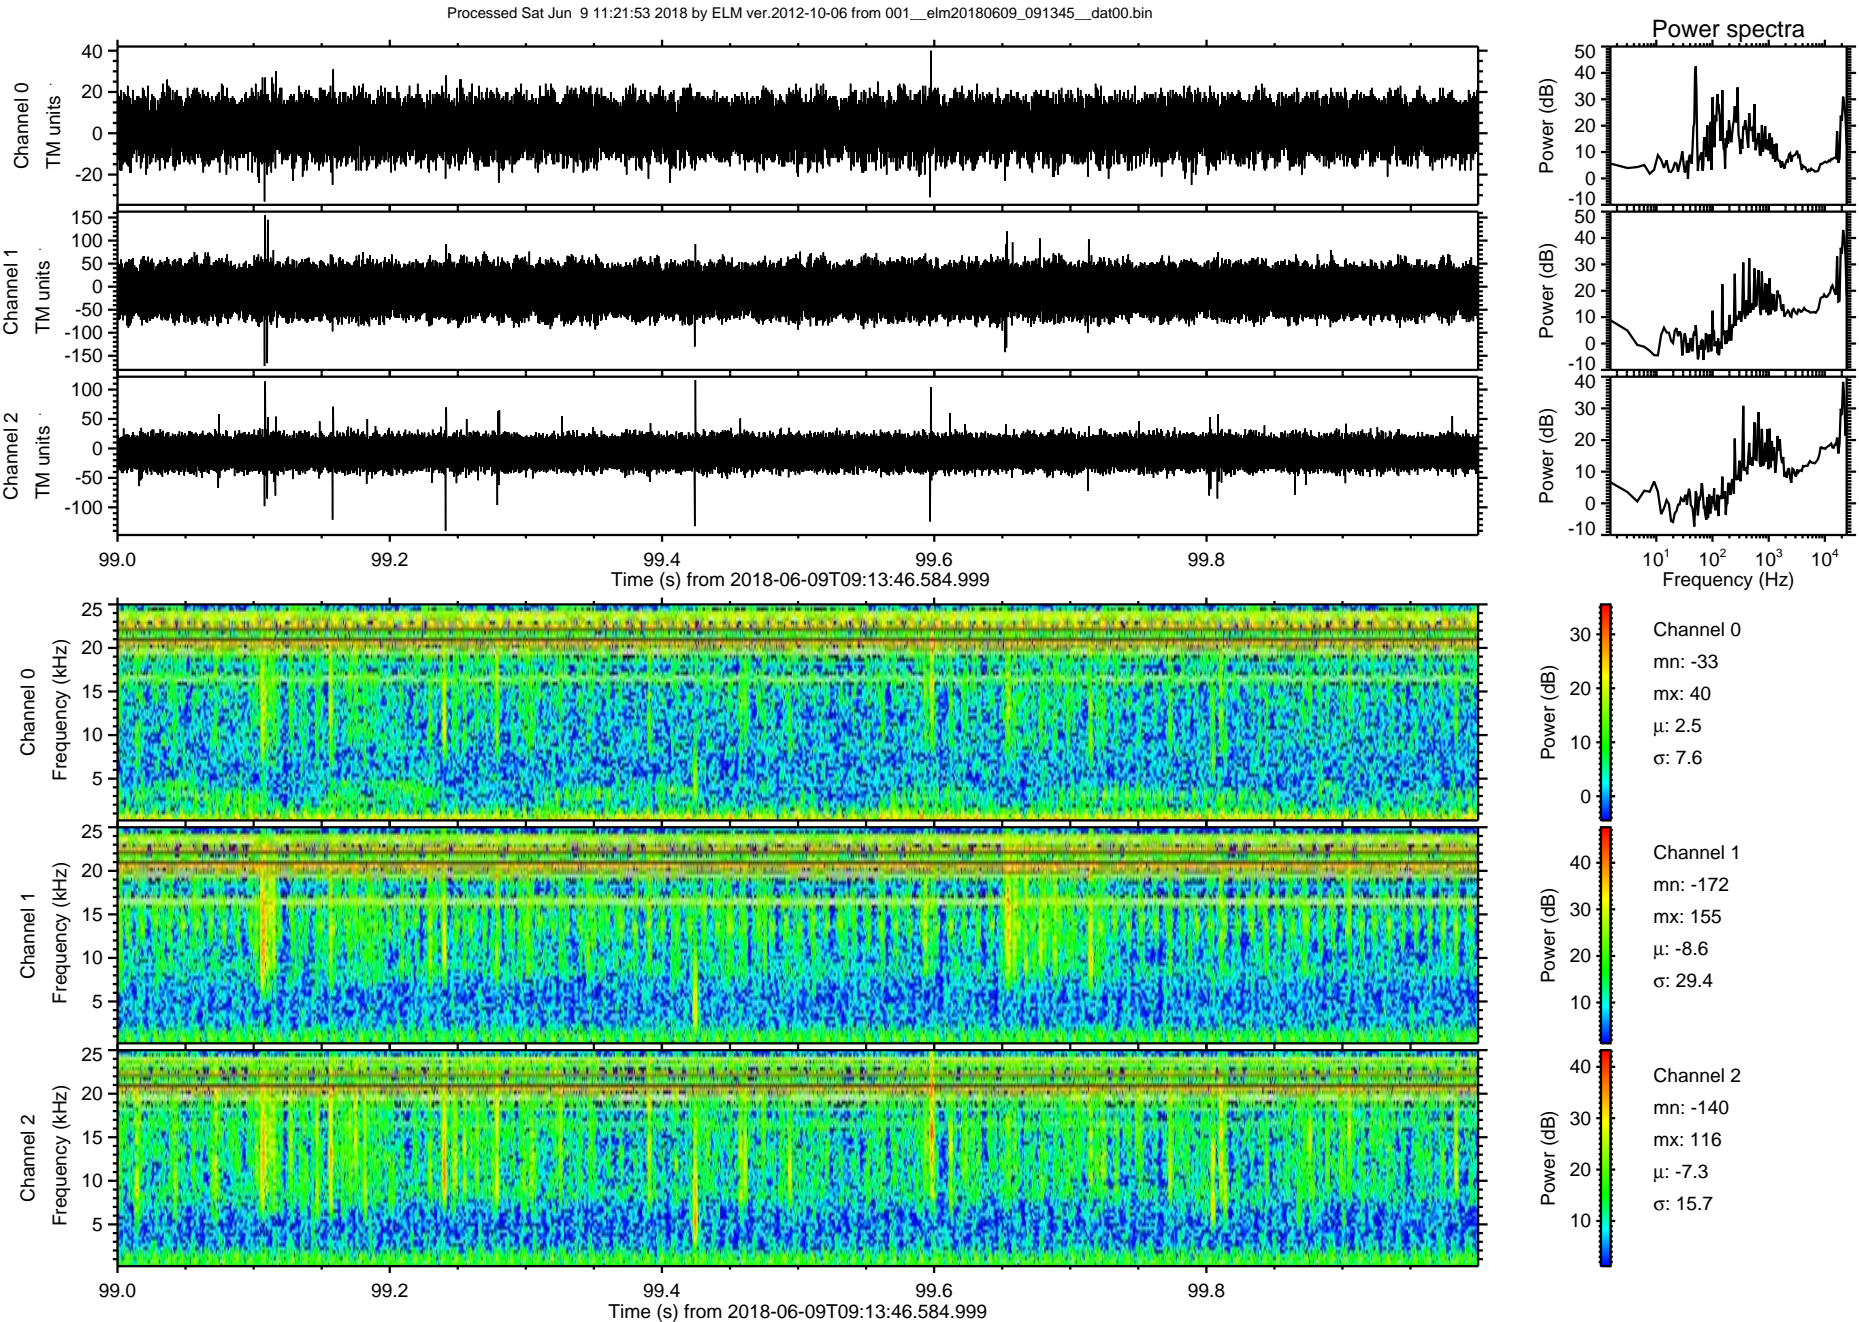 Processed Sat Jun  9 11:21:53 2018 by ELM ver.2012-10-06 from 001__elm20180609_091345__dat00.bin
Power spectra
Channel 0
TM units
40
20
0
-20
Power (dB)
50
40
30
20
10
0
-10
Channel 1
TM units
150
100
50
0
-50
-100
-150
Power (dB)
50
40
30
20
10
0
-10
Channel 2
TM units
100
50
0
-50
-100
Power (dB)
40
30
20
10
0
-10
99.0 99.2 99.4 99.6 99.8
Time (s) from 2018-06-09T09:13:46.584.999
10^1 10^2 10^3 10^4
Frequency (Hz)
Channel 0
Frequency (kHz)
25
20
15
10
5
Power (dB)
30
20
10
0
Channel 0
mn: -33
mx: 40
μ: 2.5
σ: 7.6
Channel 1
Frequency (kHz)
25
20
15
10
5
Power (dB)
40
30
20
10
Channel 1
mn: -172
mx: 155
μ: -8.6
σ: 29.4
Channel 2
Frequency (kHz)
25
20
15
10
5
Power (dB)
40
30
20
10
Channel 2
mn: -140
mx: 116
μ: -7.3
σ: 15.7
99.0 99.2 99.4 99.6 99.8
Time (s) from 2018-06-09T09:13:46.584.999